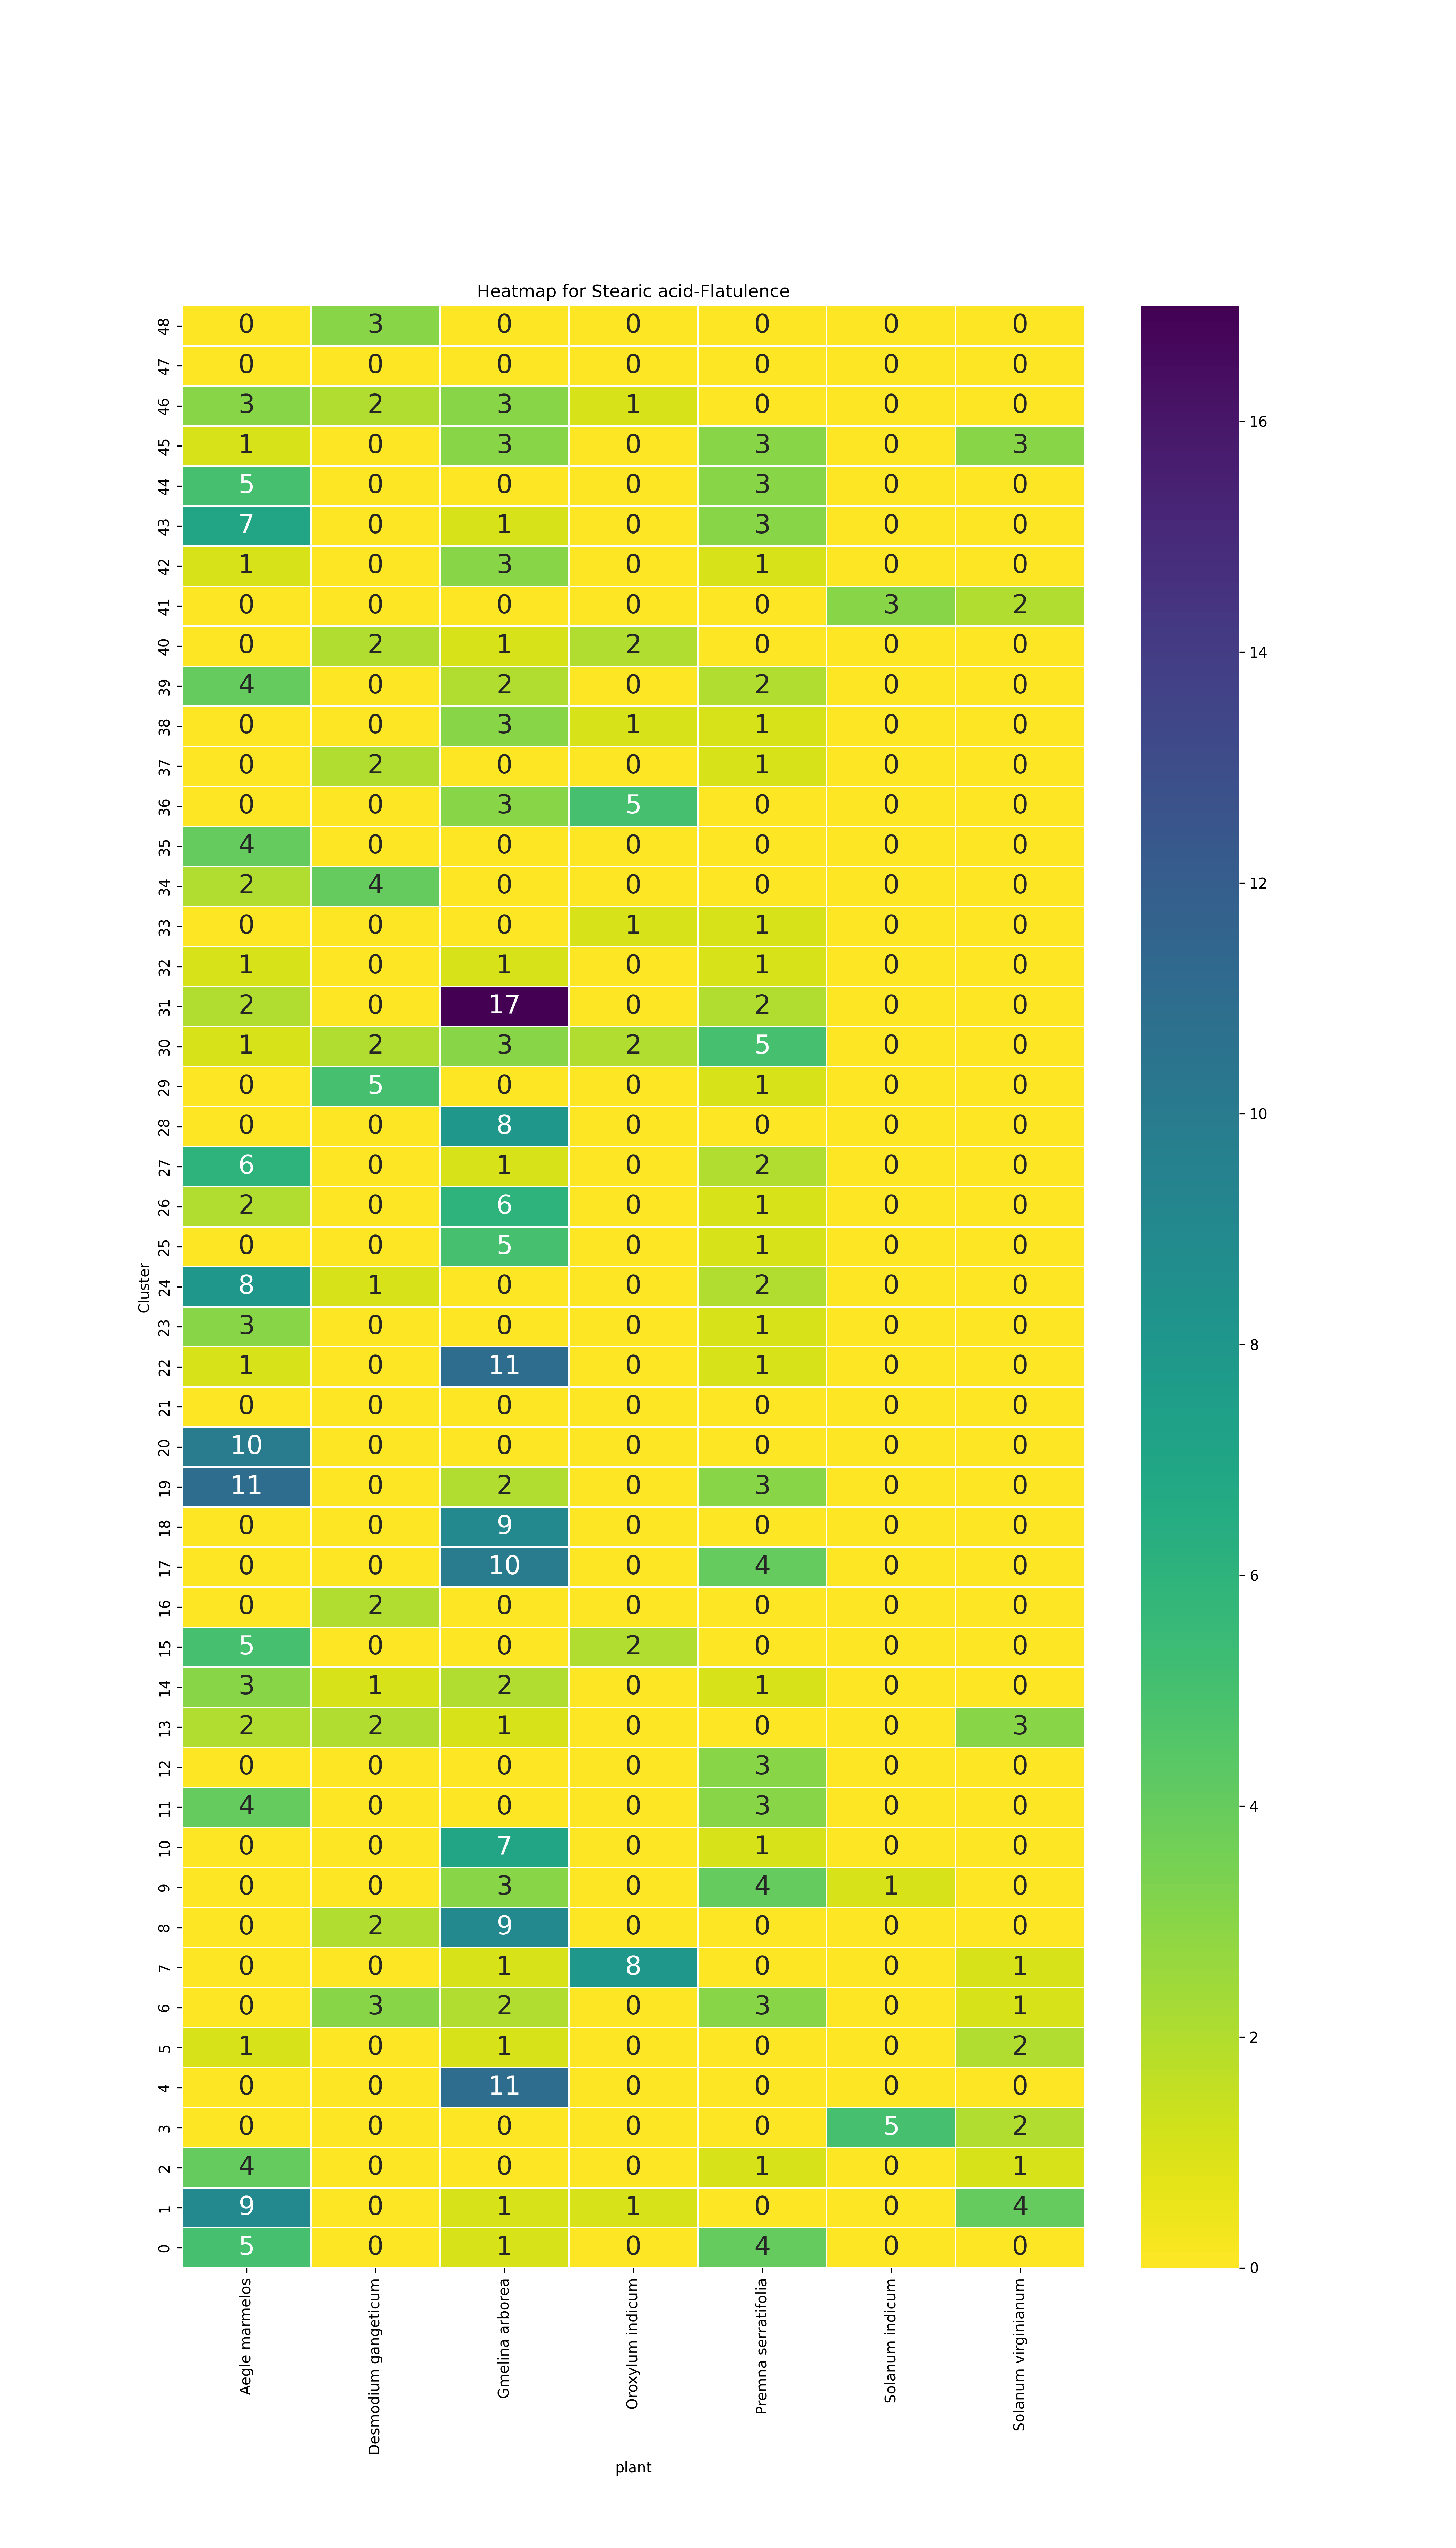 Heatmap for Stearic acid-Flatulence
48 0 3 0 0 0 0 0
47 0 0 0 0 0 0 0
46 3 2 3 1 0 0 0
45 1 0 3 0 3 0 3
44 5 0 0 0 3 0 0
43 7 0 1 0 3 0 0
42 1 0 3 0 1 0 0
41 0 0 0 0 0 3 2
40 0 2 1 2 0 0 0
39 4 0 2 0 2 0 0
38 0 0 3 1 1 0 0
37 0 2 0 0 1 0 0
36 0 0 3 5 0 0 0
35 4 0 0 0 0 0 0
34 2 4 0 0 0 0 0
33 0 0 0 1 1 0 0
32 1 0 1 0 1 0 0
31 2 0 17 0 2 0 0
30 1 2 3 2 5 0 0
29 0 5 0 0 1 0 0
28 0 0 8 0 0 0 0
27 6 0 1 0 2 0 0
26 2 0 6 0 1 0 0
25 0 0 5 0 1 0 0
24 8 1 0 0 2 0 0
23 3 0 0 0 1 0 0
22 1 0 11 0 1 0 0
21 0 0 0 0 0 0 0
20 10 0 0 0 0 0 0
19 11 0 2 0 3 0 0
18 0 0 9 0 0 0 0
17 0 0 10 0 4 0 0
16 0 2 0 0 0 0 0
15 5 0 0 2 0 0 0
14 3 1 2 0 1 0 0
13 2 2 1 0 0 0 3
12 0 0 0 0 3 0 0
11 4 0 0 0 3 0 0
10 0 0 7 0 1 0 0
9 0 0 3 0 4 1 0
8 0 2 9 0 0 0 0
7 0 0 1 8 0 0 1
6 0 3 2 0 3 0 1
5 1 0 1 0 0 0 2
4 0 0 11 0 0 0 0
3 0 0 0 0 0 5 2
2 4 0 0 0 1 0 1
1 9 0 1 1 0 0 4
0 5 0 1 0 4 0 0
Cluster
Aegle marmelos
Desmodium gangeticum
Gmelina arborea
Oroxylum indicum
Premna serratifolia
Solanum indicum
Solanum virginianum
plant
16
14
12
10
8
6
4
2
0